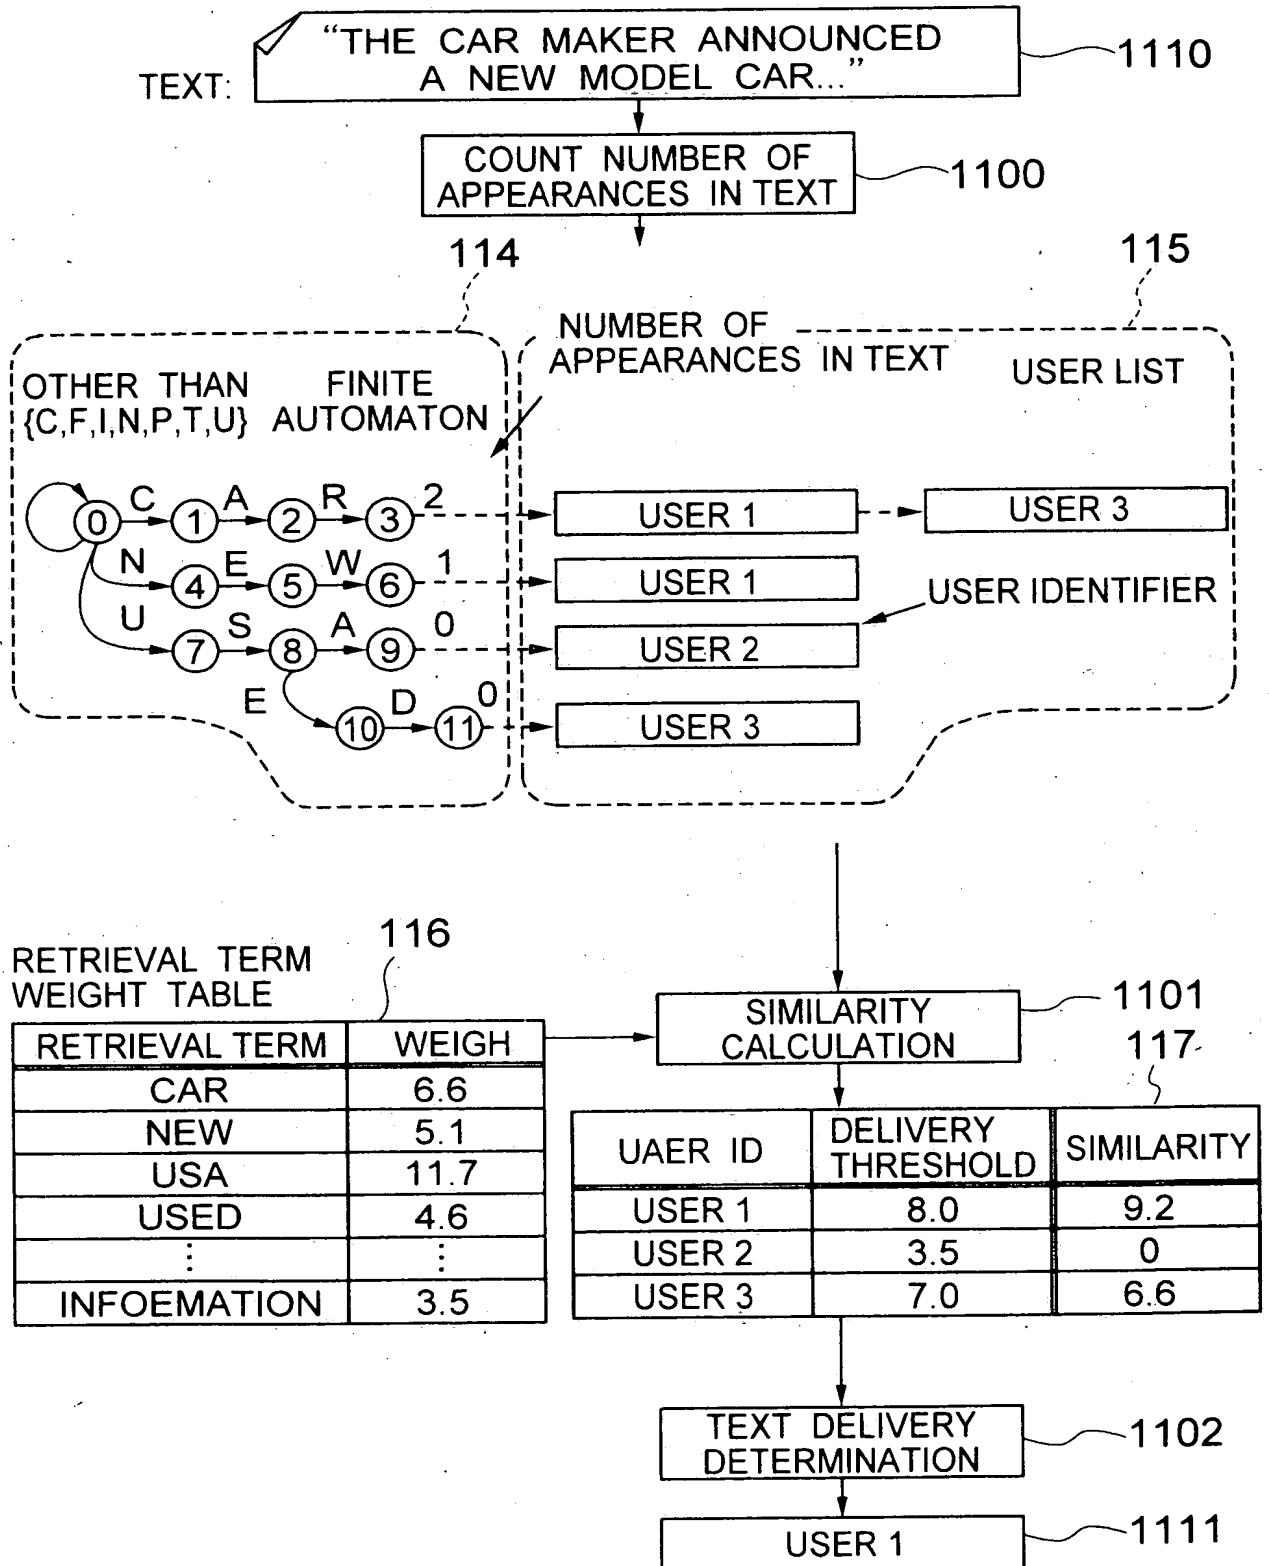 "THE CAR MAKER ANNOUNCED
A NEW MODEL CAR..."
TEXT:
1110
COUNT NUMBER OF
APPEARANCES IN TEXT
1100
114
115
NUMBER OF
APPEARANCES IN TEXT
USER LIST
OTHER THAN
{C,F,I,N,P,T,U}
FINITE
AUTOMATON
0 C 1 A 2 R 3 2
USER 1
USER 3
N 4 E 5 W 6 1
USER 1
USER IDENTIFIER
U 7 S 8 A 9 0
USER 2
E 10 D 11 0
USER 3
RETRIEVAL TERM
WEIGHT TABLE
116
RETRIEVAL TERM WEIGH
CAR 6.6
NEW 5.1
USA 11.7
USED 4.6
⋮ ⋮
INFOEMATION 3.5
SIMILARITY
CALCULATION
1101
117
UAER ID
DELIVERY
THRESHOLD
SIMILARITY
USER 1 8.0 9.2
USER 2 3.5 0
USER 3 7.0 6.6
TEXT DELIVERY
DETERMINATION
1102
USER 1
1111